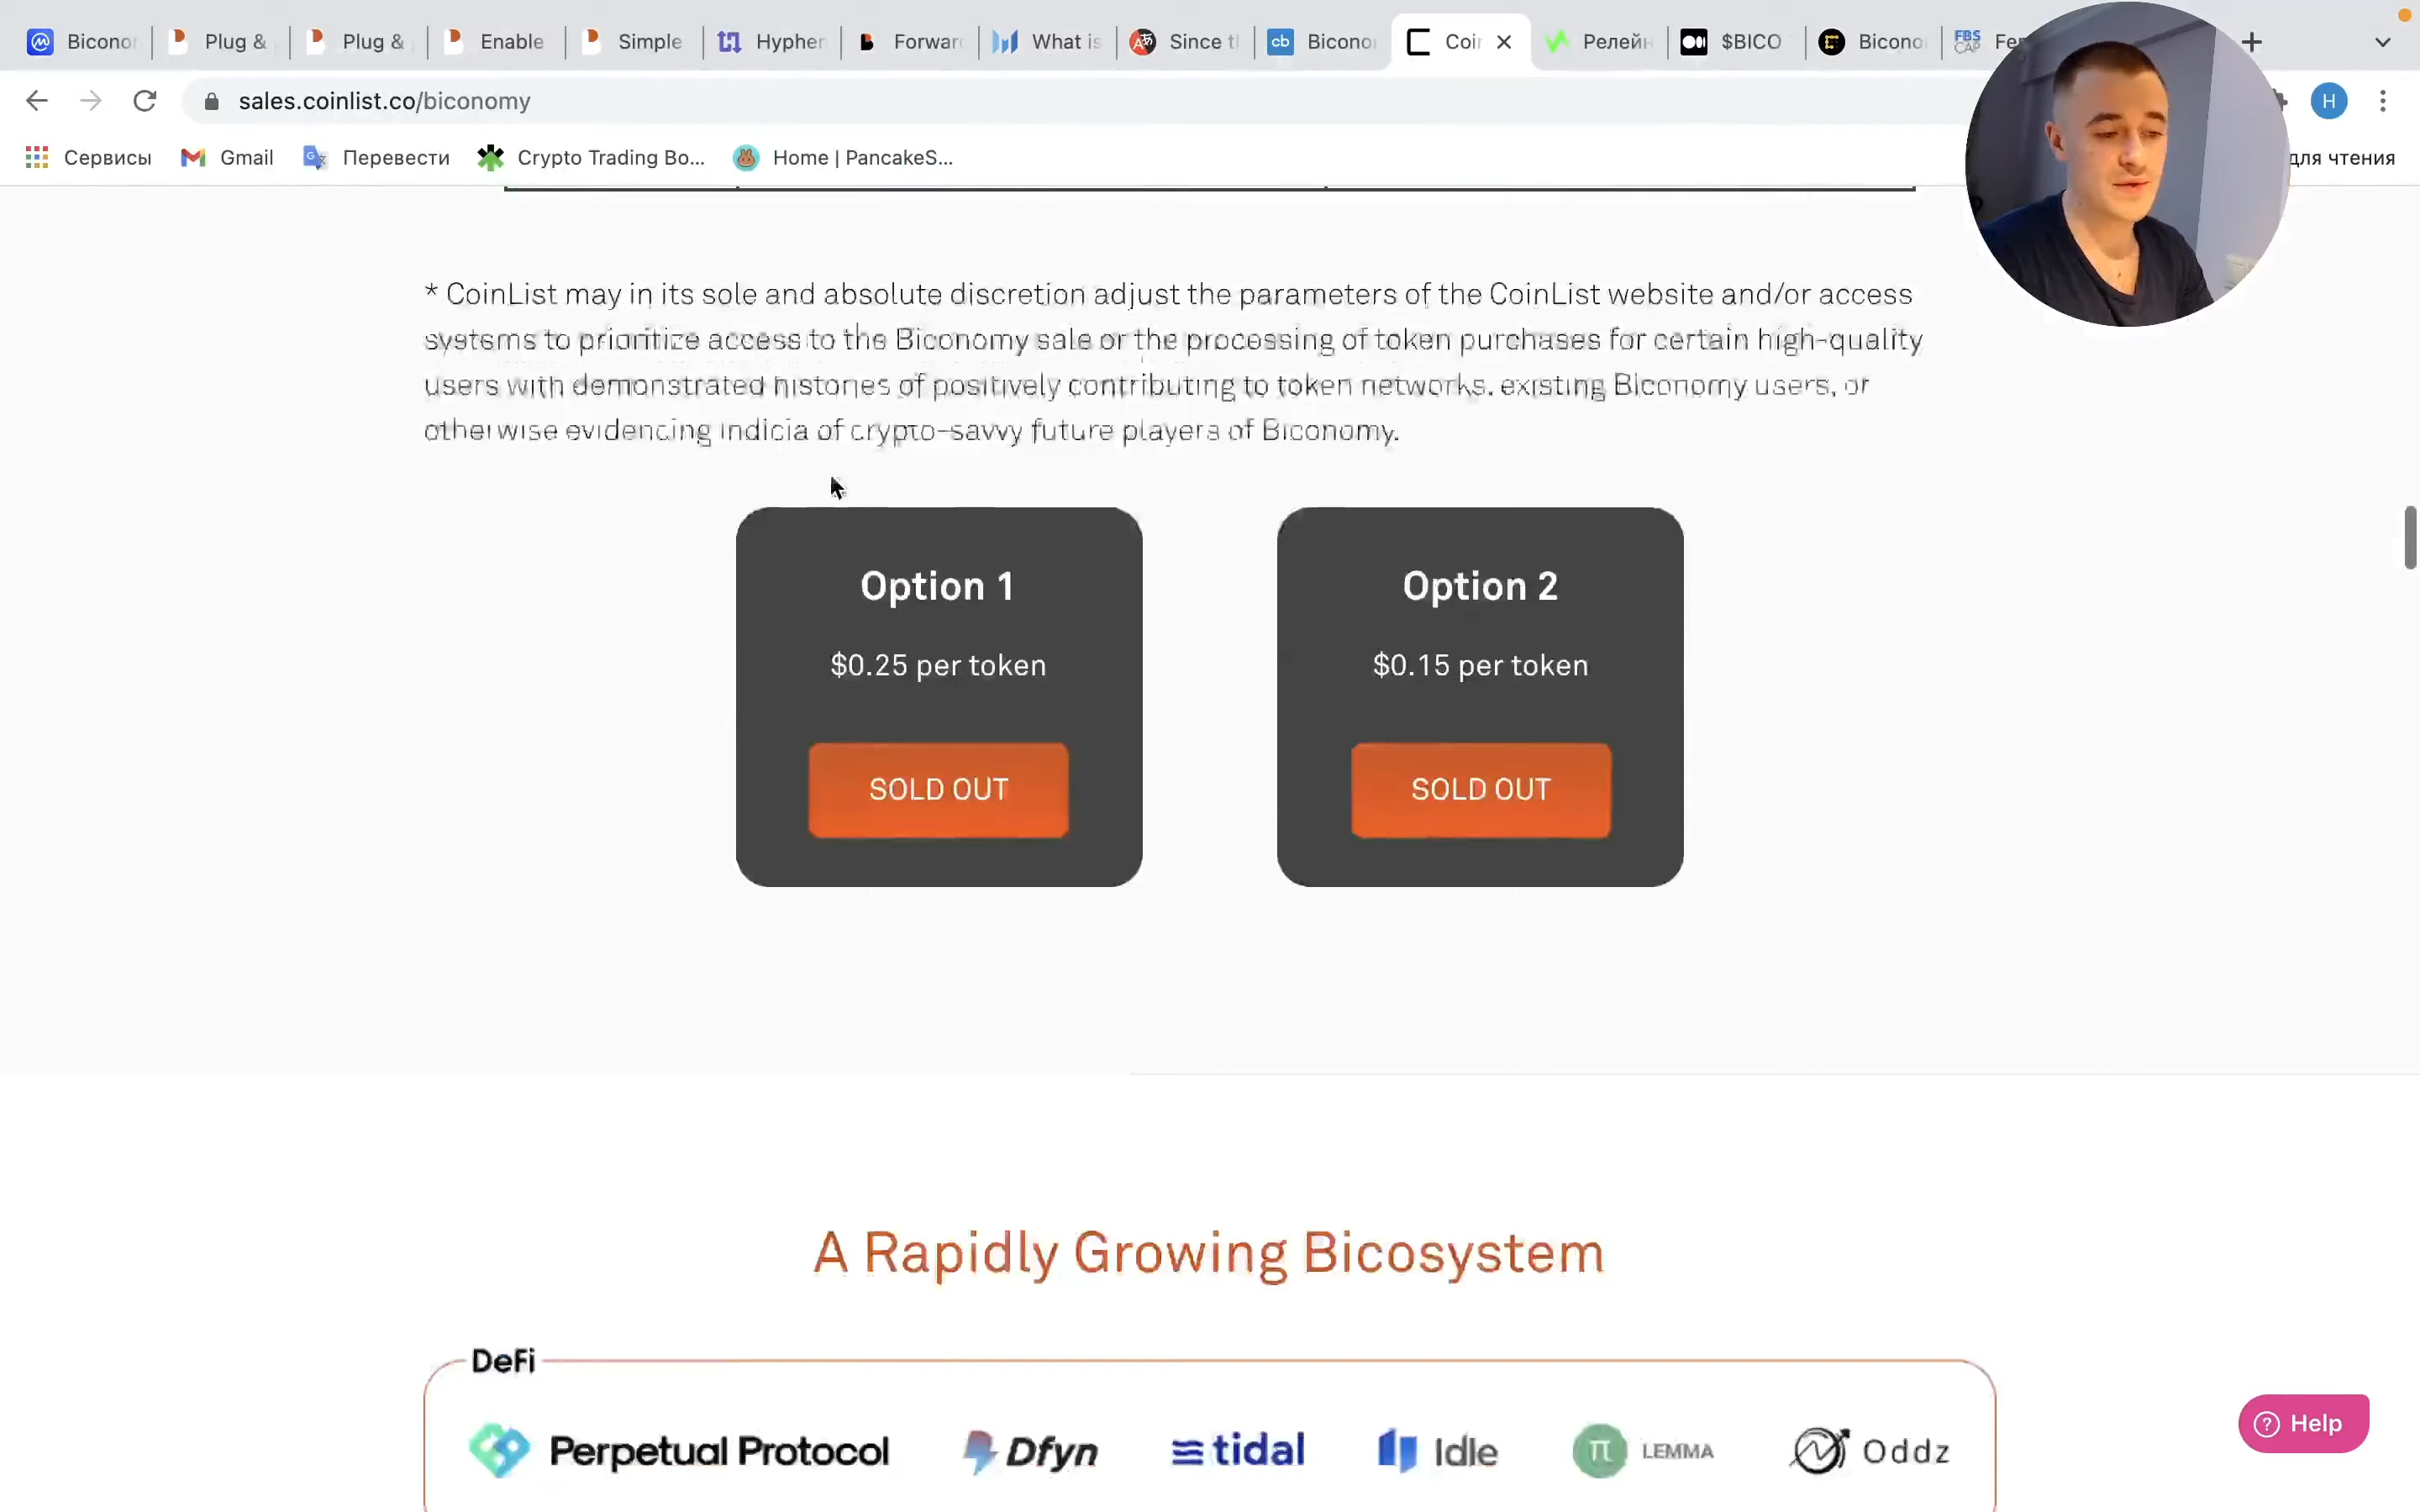 Bicono
Plug &
Plug &
Enable
Simple
Hypher
Forwar
What is
Since t
cb
Bicono
Coin
Релейн
$BICO
Bicono
FBS
CAP
Fe
sales.coinlist.co/biconomy
H
Сервисы
Gmail
Перевести
Crypto Trading Bo...
Home | PancakeS...
для чтения
* CoinList may in its sole and absolute discretion adjust the parameters of the CoinList website and/or access
systems to prioritize access to the Biconomy sale or the processing of token purchases for certain high-quality
users with demonstrated histories of positively contributing to token networks, existing Biconomy users, or
otherwise evidencing indicia of crypto-savvy future players of Biconomy.
Option 1
$0.25 per token
SOLD OUT
Option 2
$0.15 per token
SOLD OUT
A Rapidly Growing Bicosystem
DeFi
Perpetual Protocol
Dfyn
tidal
Idle
LEMMA
Oddz
Help